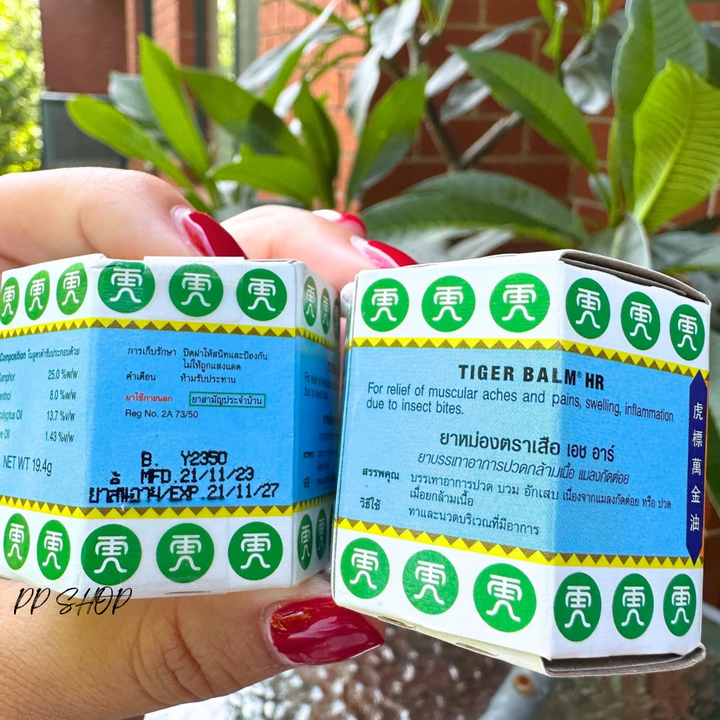 Composition ในสูตรตำรับประกอบด้วย
amphor 25.0 %w/w
enthol 8.0 %w/w
lyptus Oil 13.7 %w/w
e Oil 1.43 %w/w
NET WT 19.4g
การเก็บรักษา ปิดฝาให้สนิทและป้องกัน
ไม่ให้ถูกแสงแดด
คำเตือน ห้ามรับประทาน
ยาใช้ภายนอก ยาสามัญประจำบ้าน
Reg No. 2A 73/50
B. Y2350
MFD.21/11/23
ยาสิ้นอายุ/EXP.21/11/27
TIGER BALM® HR
For relief of muscular aches and pains, swelling, inflammation
due to insect bites.
ยาหม่องตราเสือ เอช อาร์
ยาบรรเทาอาการปวดกล้ามเนื้อ แมลงกัดต่อย
สรรพคุณ บรรเทาอาการปวด บวม อักเสบ เนื่องจากแมลงกัดต่อย หรือ ปวด
เมื่อยกล้ามเนื้อ
วิธีใช้ ทาและนวดบริเวณที่มีอาการ
虎標萬金油
PP SHOP